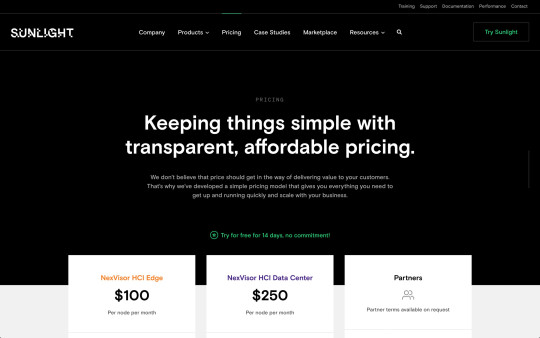 Training Support Documentation Performance Contact
SUNLIGHT
Company Products Pricing Case Studies Marketplace Resources
Try Sunlight
PRICING
Keeping things simple with
transparent, affordable pricing.
We don't believe that price should get in the way of delivering value to your customers.
That's why we've developed a simple pricing model that gives you everything you need to
get up and running quickly and scale with your business.
Try for free for 14 days, no commitment!
NexVisor HCI Edge
$100
Per node per month
NexVisor HCI Data Center
$250
Per node per month
Partners
Partner terms available on request